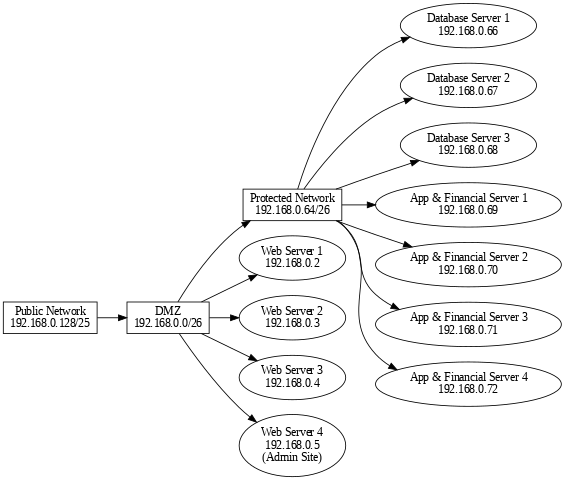 Public Network
192.168.0.128/25
DMZ
192.168.0.0/26
Protected Network
192.168.0.64/26
Web Server 1
192.168.0.2
Web Server 2
192.168.0.3
Web Server 3
192.168.0.4
Web Server 4
192.168.0.5
(Admin Site)
Database Server 1
192.168.0.66
Database Server 2
192.168.0.67
Database Server 3
192.168.0.68
App & Financial Server 1
192.168.0.69
App & Financial Server 2
192.168.0.70
App & Financial Server 3
192.168.0.71
App & Financial Server 4
192.168.0.72